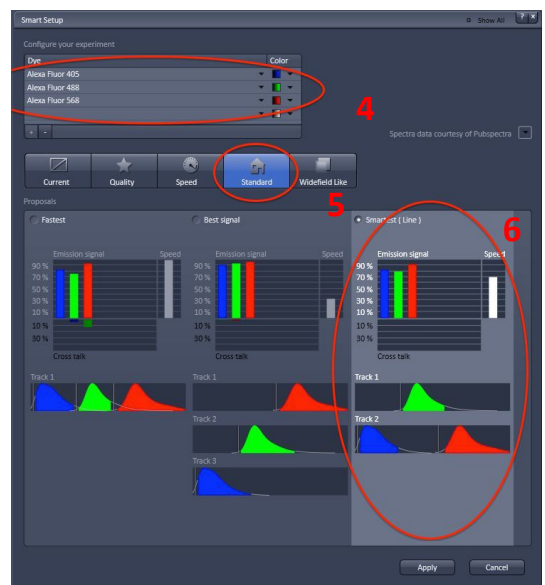 Smart Setup
Show All ? x
Configure your experiment
Dye Color
Alexa Fluor 405
Alexa Fluor 488
Alexa Fluor 568
4
+ -
Spectra data courtesy of Pubspectra
Current Quality Speed Standard Widefield Like
5
Proposals
Fastest Best signal Smartest ( Line )
6
Emission signal Speed Emission signal Speed Emission signal Speed
90 % 90 % 90 %
70 % 70 % 70 %
50 % 50 % 50 %
30 % 30 % 30 %
10 % 10 % 10 %
10 % 10 % 10 %
30 % 30 % 30 %
Cross talk Cross talk Cross talk
Track 1 Track 1 Track 1
Track 2 Track 2
Track 3
Apply Cancel